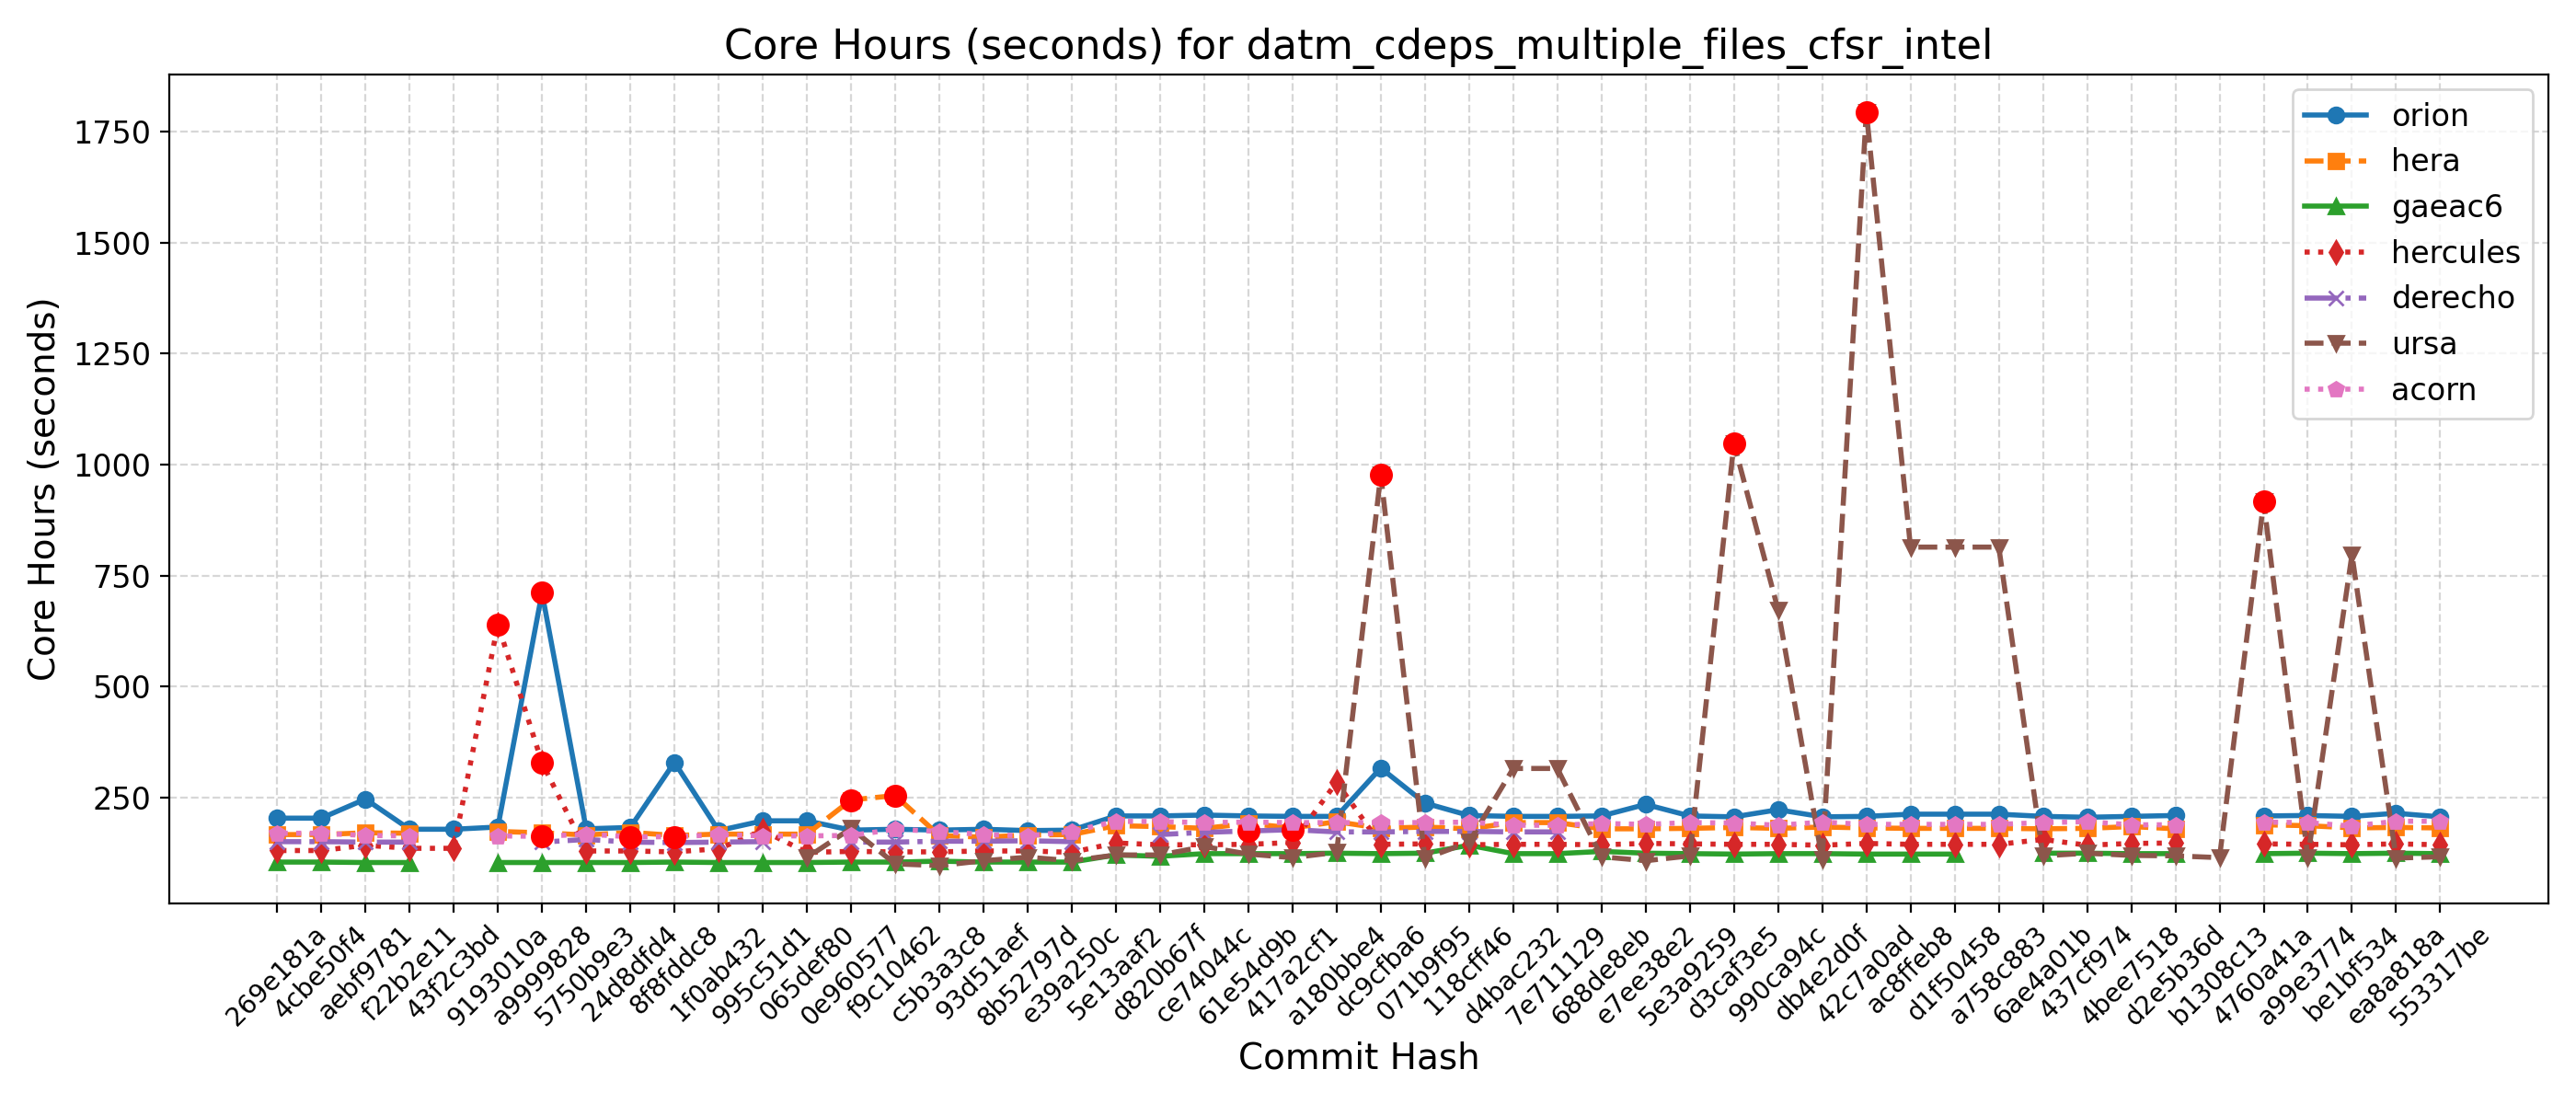 Core Hours (seconds) for datm_cdeps_multiple_files_cfsr_intel
Core Hours (seconds)
1750
1500
1250
1000
750
500
250
orion
hera
gaeac6
hercules
derecho
ursa
acorn
269e181a
4cbe50f4
aebf9781
f22b2e11
43f2c3bd
9193010a
a9999828
5750b9e3
24d8dfd4
8f8fddc8
1f0ab432
995c51d1
065def80
0e960577
f9c10462
c5b3a3c8
93d51aef
8b52797d
e39a250c
5e13aaf2
d820b67f
ce74044c
61e54d9b
417a2cf1
a180bbe4
dc9cfba6
071b9f95
118cff46
d4bac232
7e711129
688de8eb
e7ee38e2
5e3a9259
d3caf3e5
990ca94c
db4e2d0f
42c7a0ad
ac8ffeb8
d1f50458
a758c883
6ae4a01b
437cf974
4bee7518
d2e5b36d
b1308c13
4760a41a
a99e3774
be1bf534
ea8a818a
553317be
Commit Hash